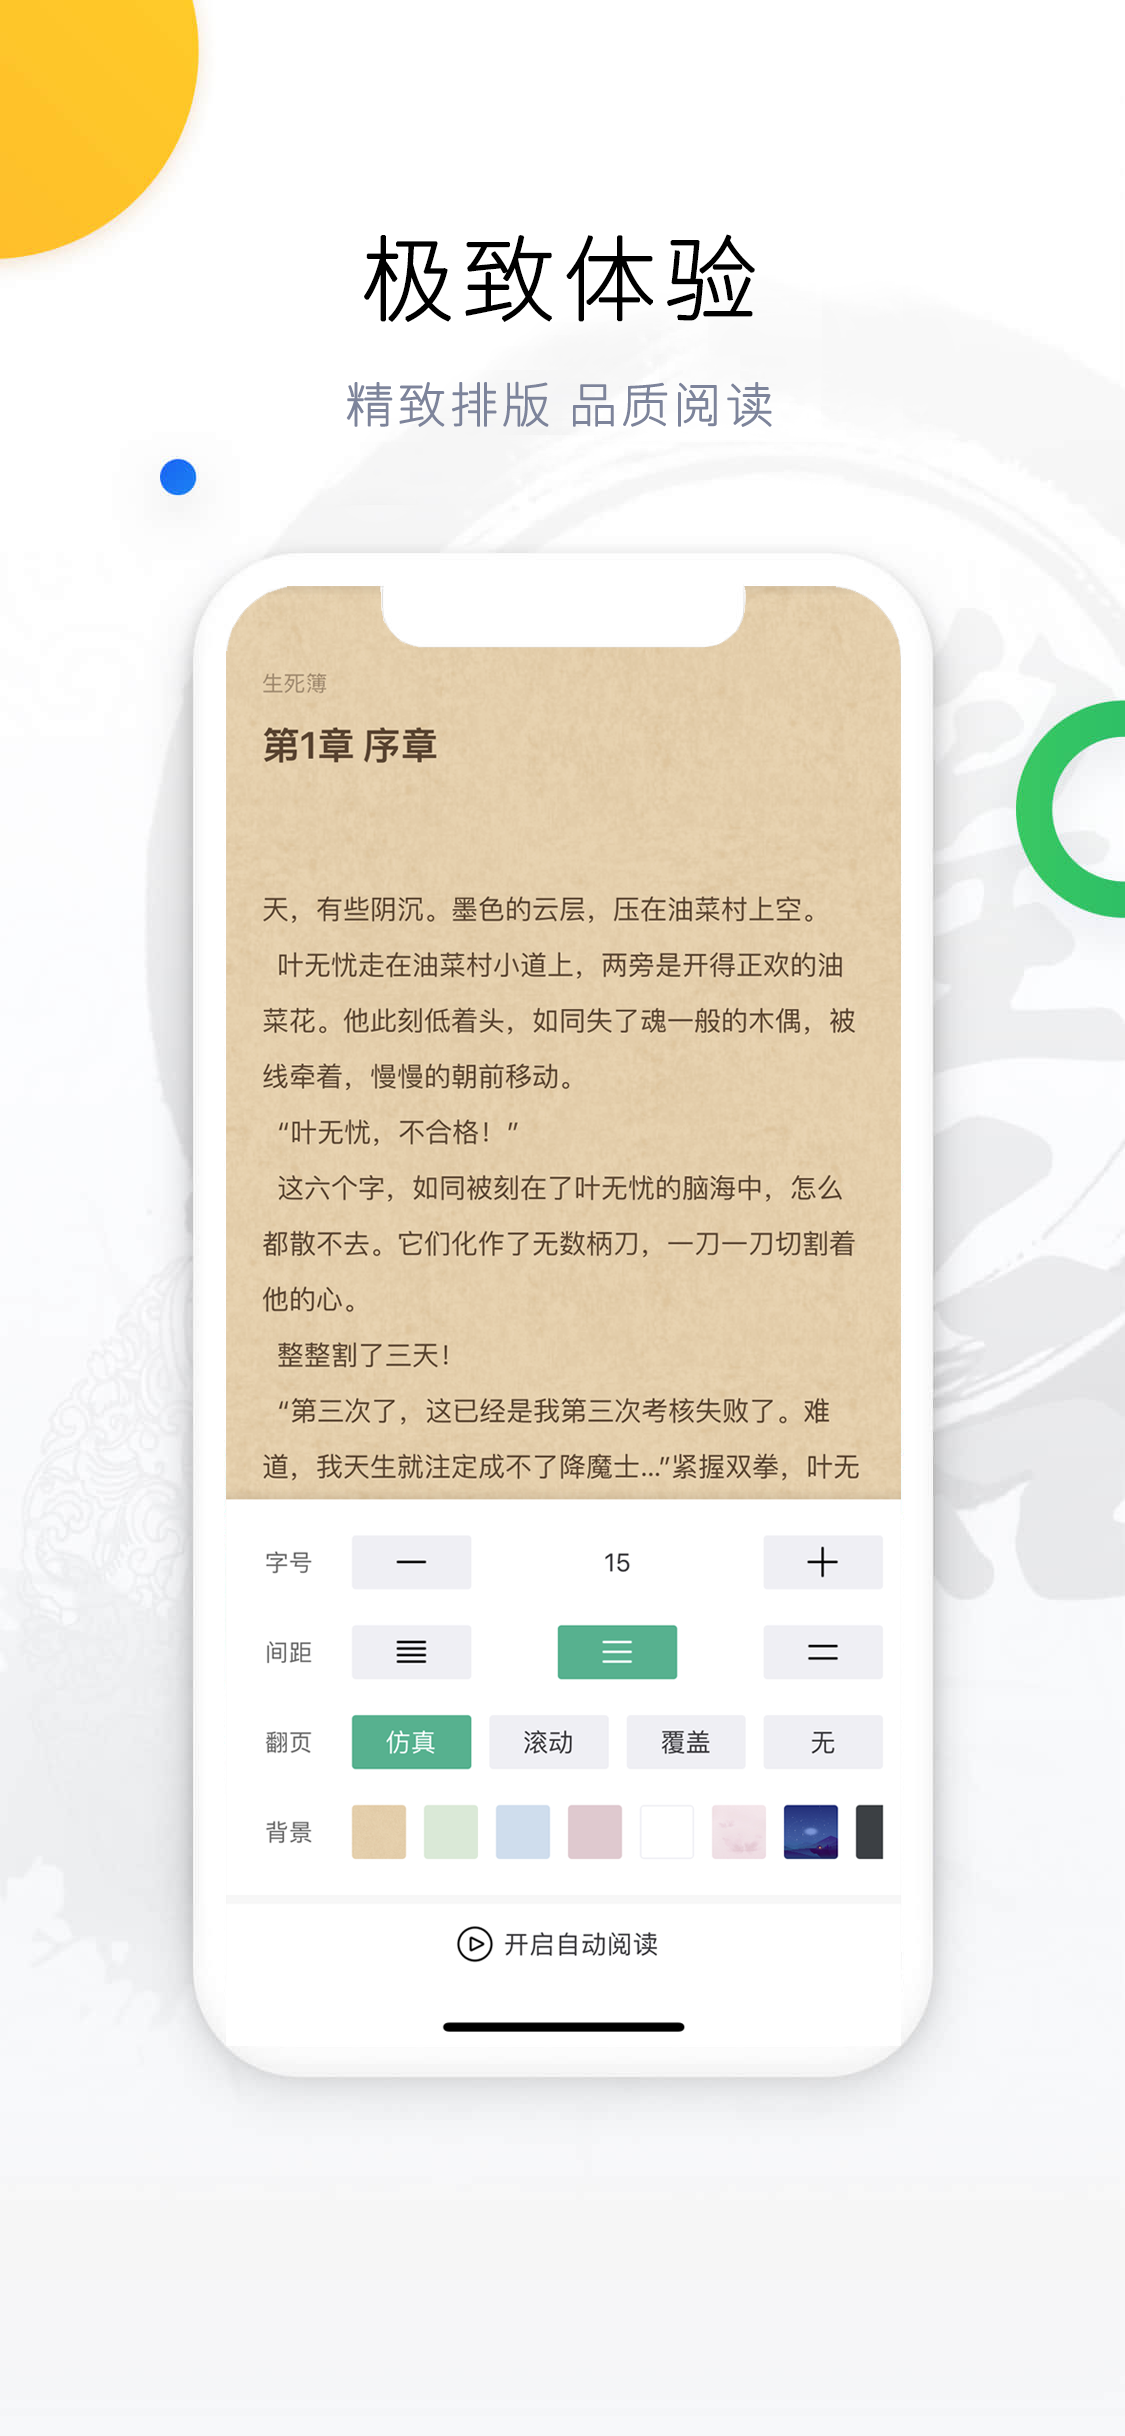 极致体验
精致排版 品质阅读
生死簿
第1章 序章
天，有些阴沉。墨色的云层，压在油菜村上空。
叶无忧走在油菜村小道上，两旁是开得正欢的油
菜花。他此刻低着头，如同失了魂一般的木偶，被
线牵着，慢慢的朝前移动。
“叶无忧，不合格！”
这六个字，如同被刻在了叶无忧的脑海中，怎么
都散不去。它们化作了无数柄刀，一刀一刀切割着
他的心。
整整割了三天！
“第三次了，这已经是我第三次考核失败了。难
道，我天生就注定成不了降魔士...”紧握双拳，叶无
字号 15
间距
翻页 仿真 滚动 覆盖 无
背景
开启自动阅读